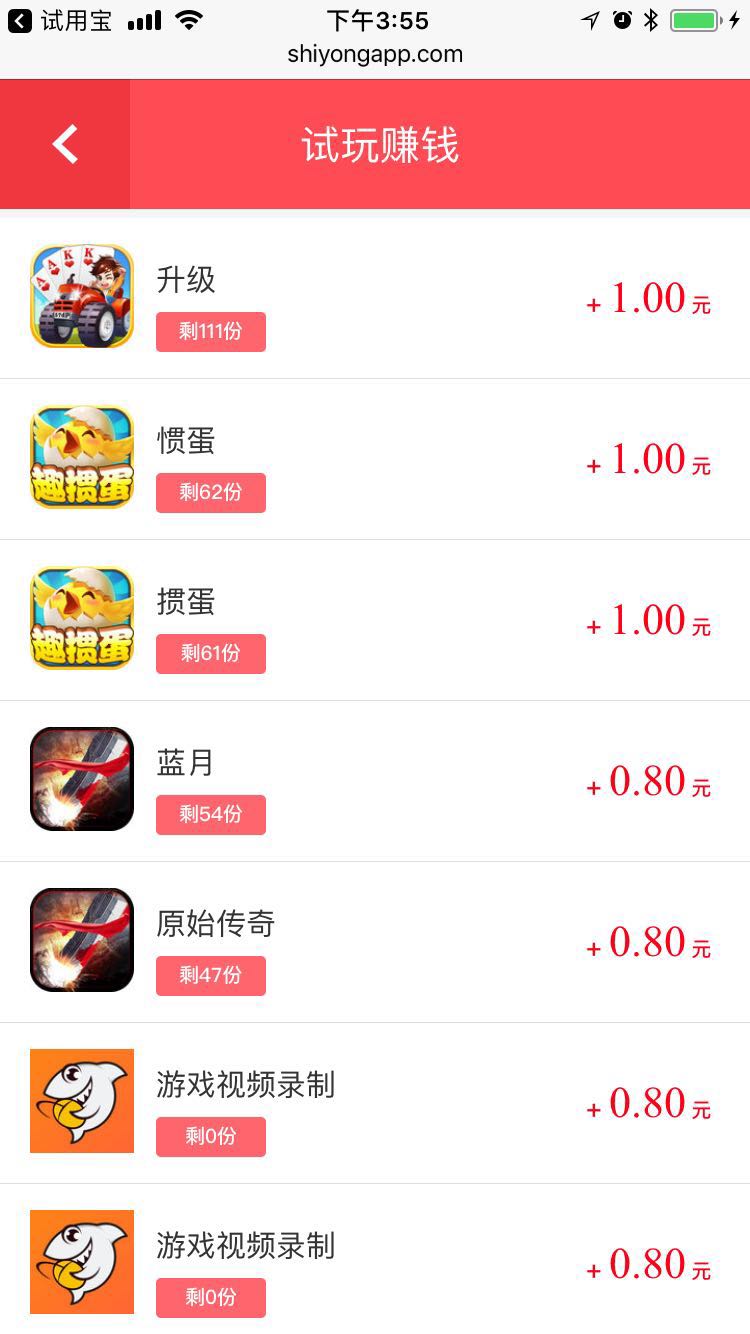 试用宝
下午3:55
shiyongapp.com
试玩赚钱
A A K K
升级
剩111份
+ 1.00 元
趣掼蛋
惯蛋
剩62份
+ 1.00 元
趣掼蛋
掼蛋
剩61份
+ 1.00 元
蓝月
剩54份
+ 0.80 元
原始传奇
剩47份
+ 0.80 元
游戏视频录制
剩0份
+ 0.80 元
游戏视频录制
剩0份
+ 0.80 元